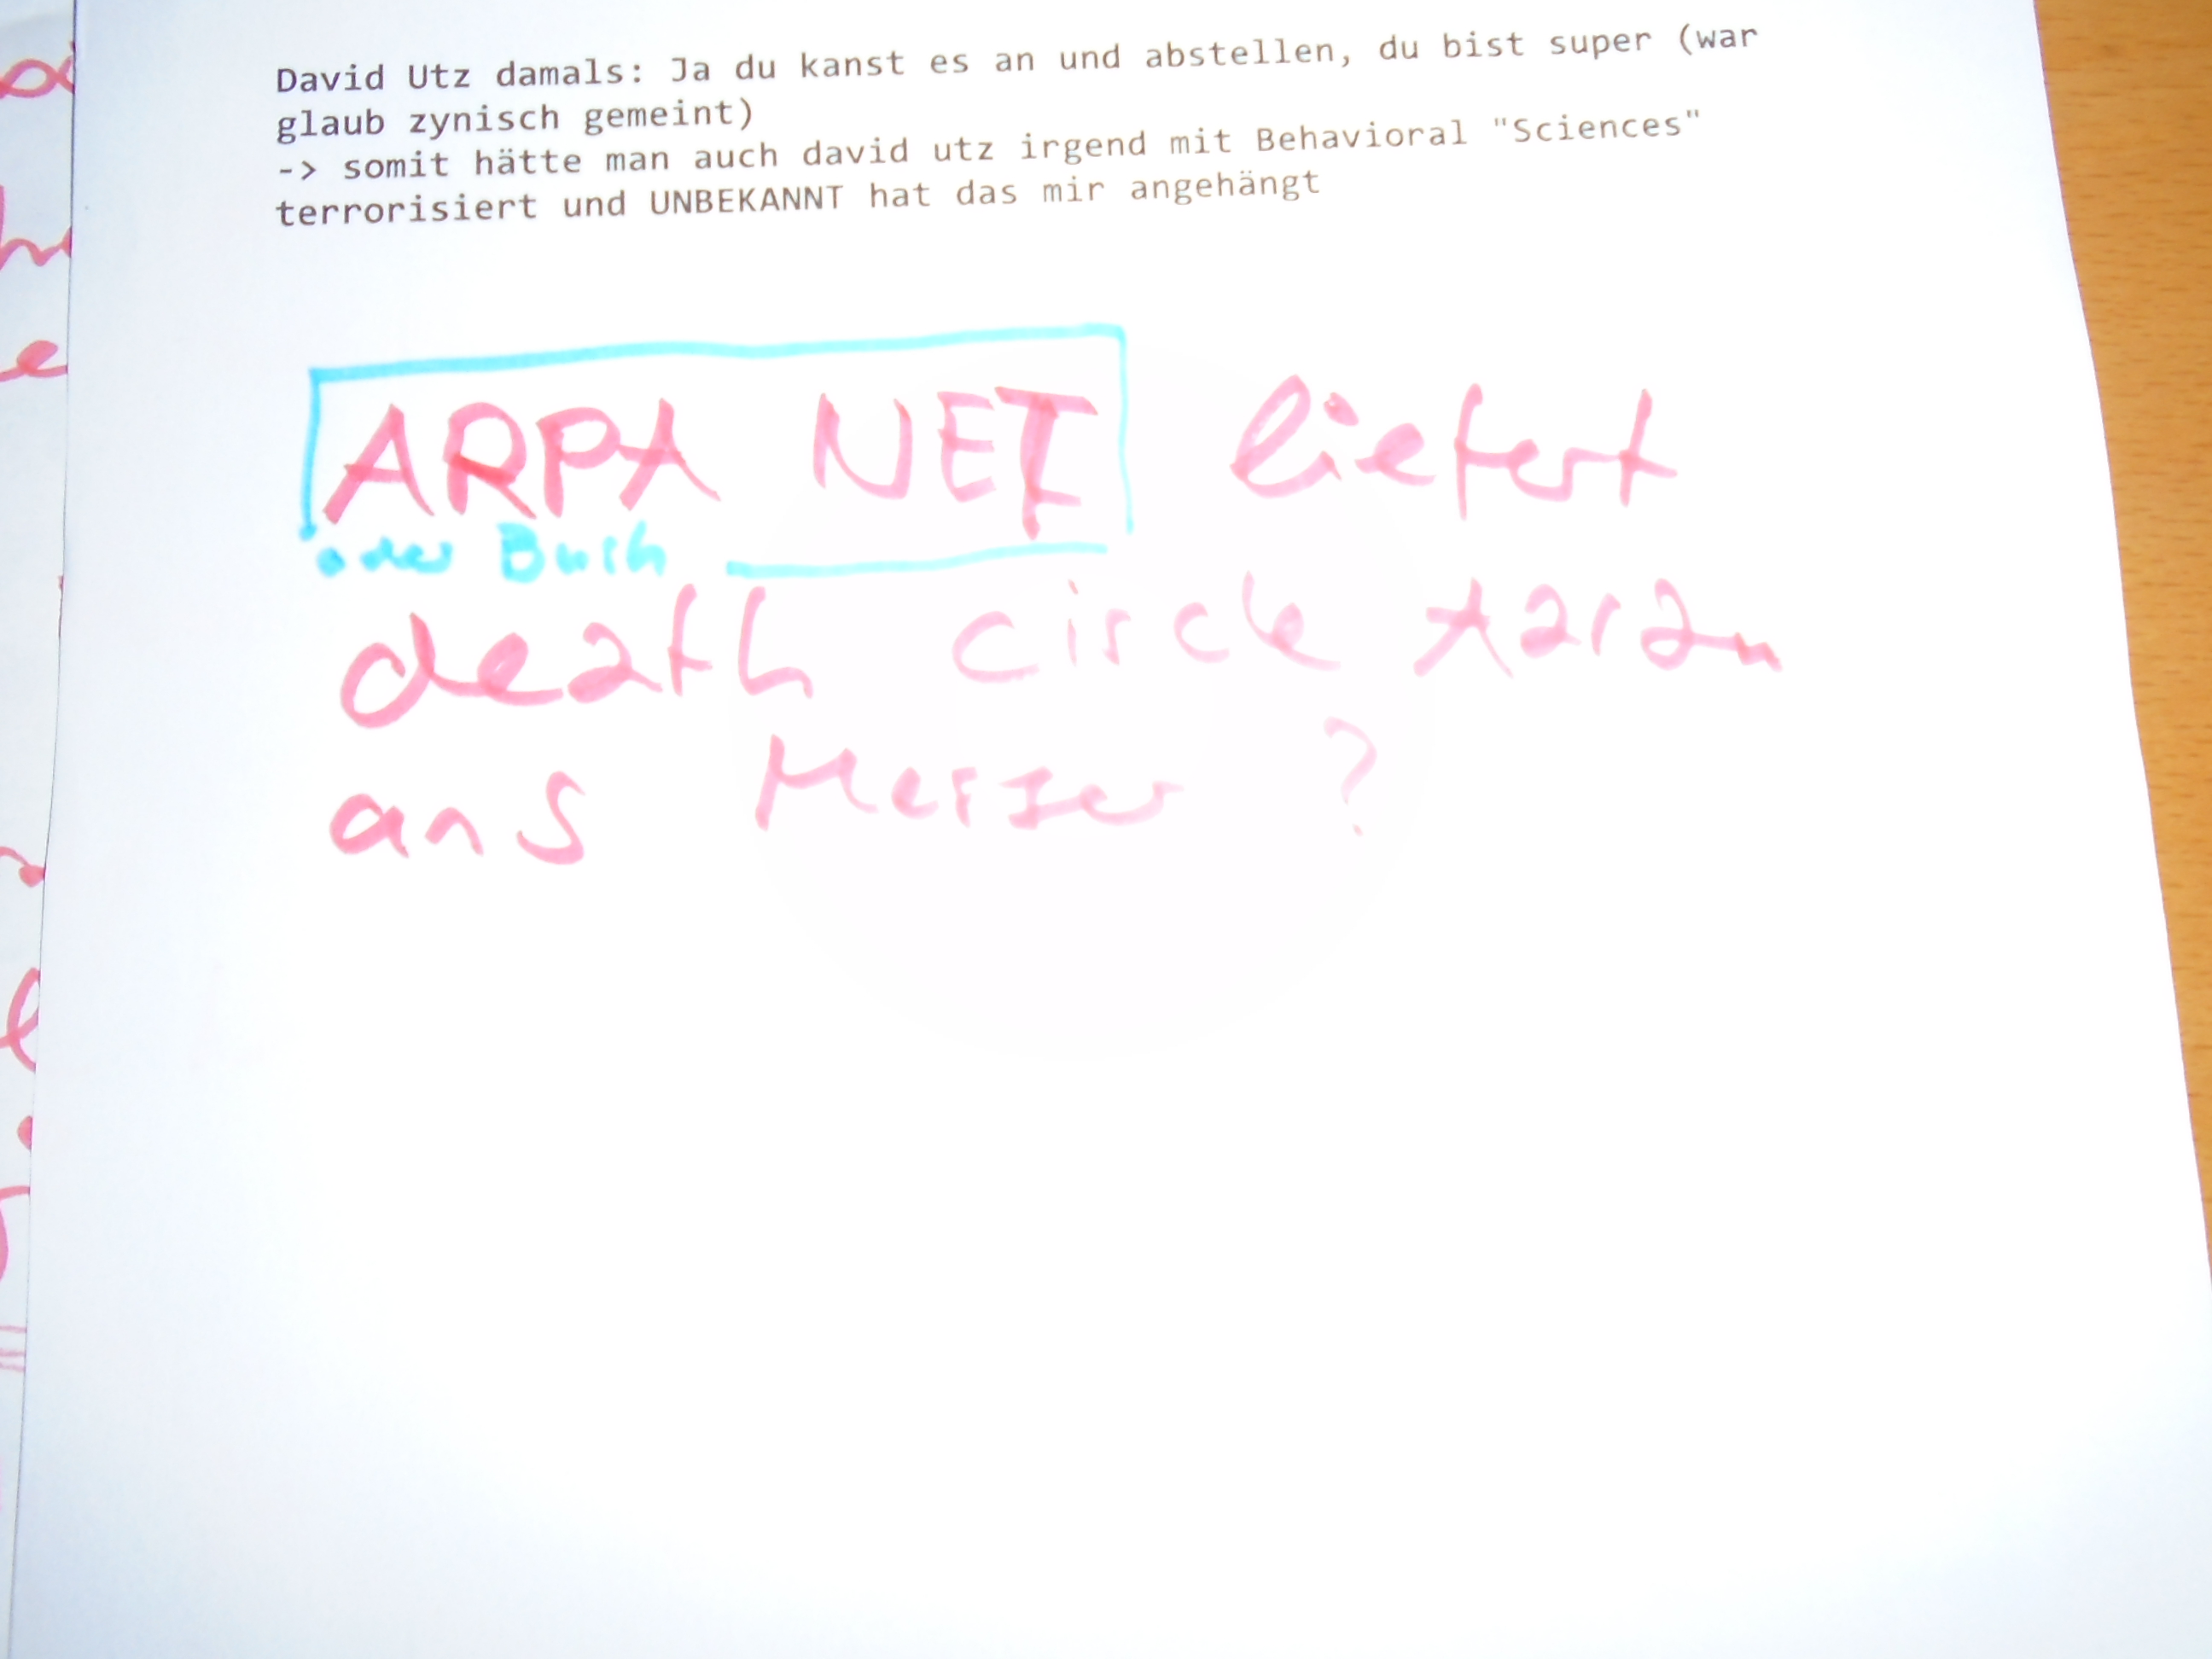 David Utz damals: Ja du kanst es an und abstellen, du bist super (war
glaub zynisch gemeint)
-> somit hätte man auch david utz irgend mit Behavioral "Sciences"
terrorisiert und UNBEKANNT hat das mir angehängt
ARPA NET liefert
oder Buch
death circle tarzn
ans Messer ?